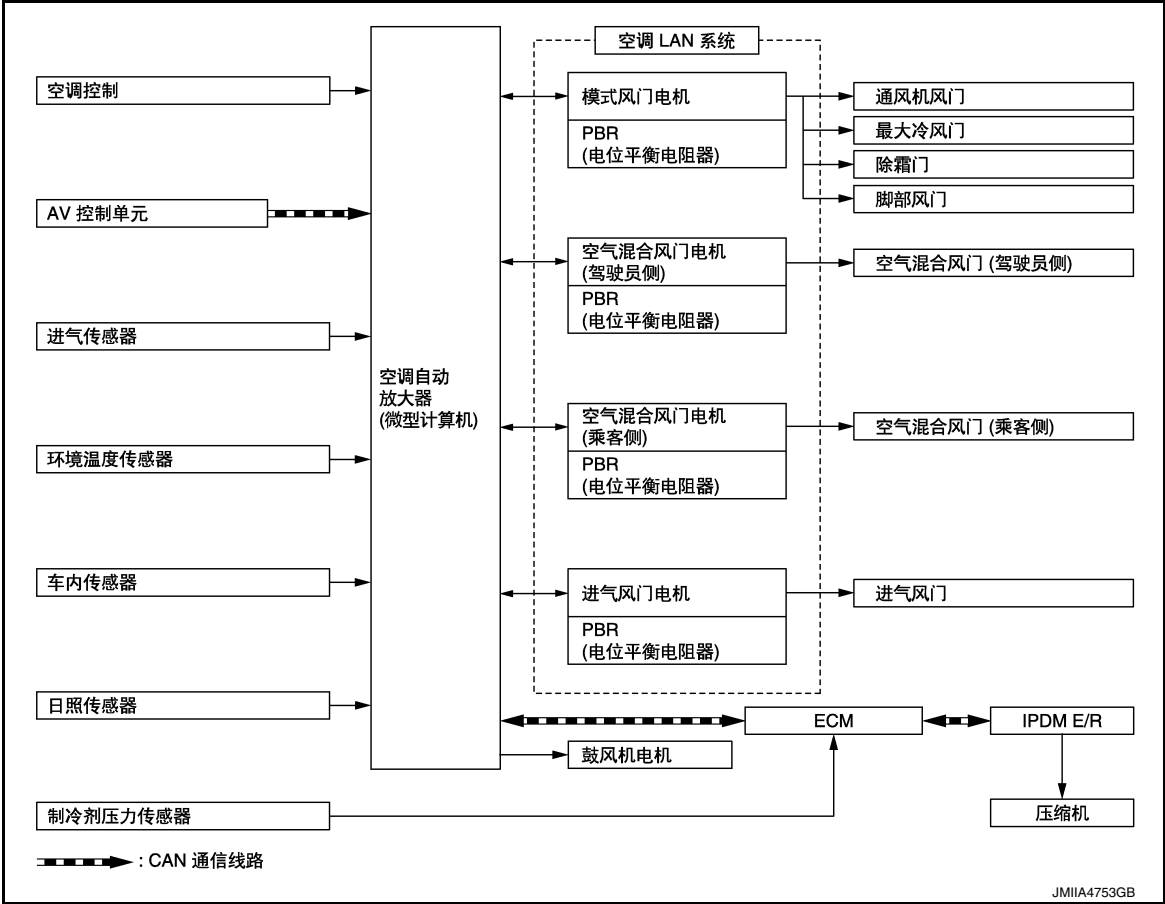 空调 LAN 系统
空调控制
AV 控制单元
进气传感器
环境温度传感器
车内传感器
日照传感器
制冷剂压力传感器
空调自动
放大器
(微型计算机)
模式风门电机
PBR
(电位平衡电阻器)
空气混合风门电机
(驾驶员侧)
PBR
(电位平衡电阻器)
空气混合风门电机
(乘客侧)
PBR
(电位平衡电阻器)
进气风门电机
PBR
(电位平衡电阻器)
通风机风门
最大冷风门
除霜门
脚部风门
空气混合风门 (驾驶员侧)
空气混合风门 (乘客侧)
进气风门
ECM
IPDM E/R
鼓风机电机
压缩机
: CAN 通信线路
JMIIA4753GB